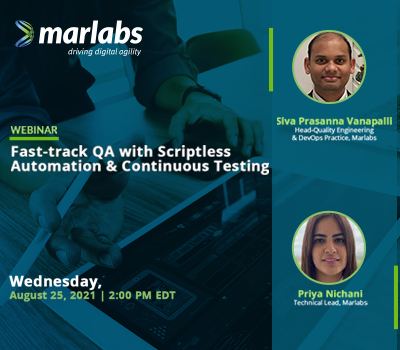 marlabs
driving digital agility
WEBINAR
Fast-track QA with Scriptless
Automation & Continuous Testing
Wednesday,
August 25, 2021 | 2:00 PM EDT
Siva Prasanna Vanapalli
Head-Quality Engineering
& DevOps Practice, Marlabs
Priya Nichani
Technical Lead, Marlabs